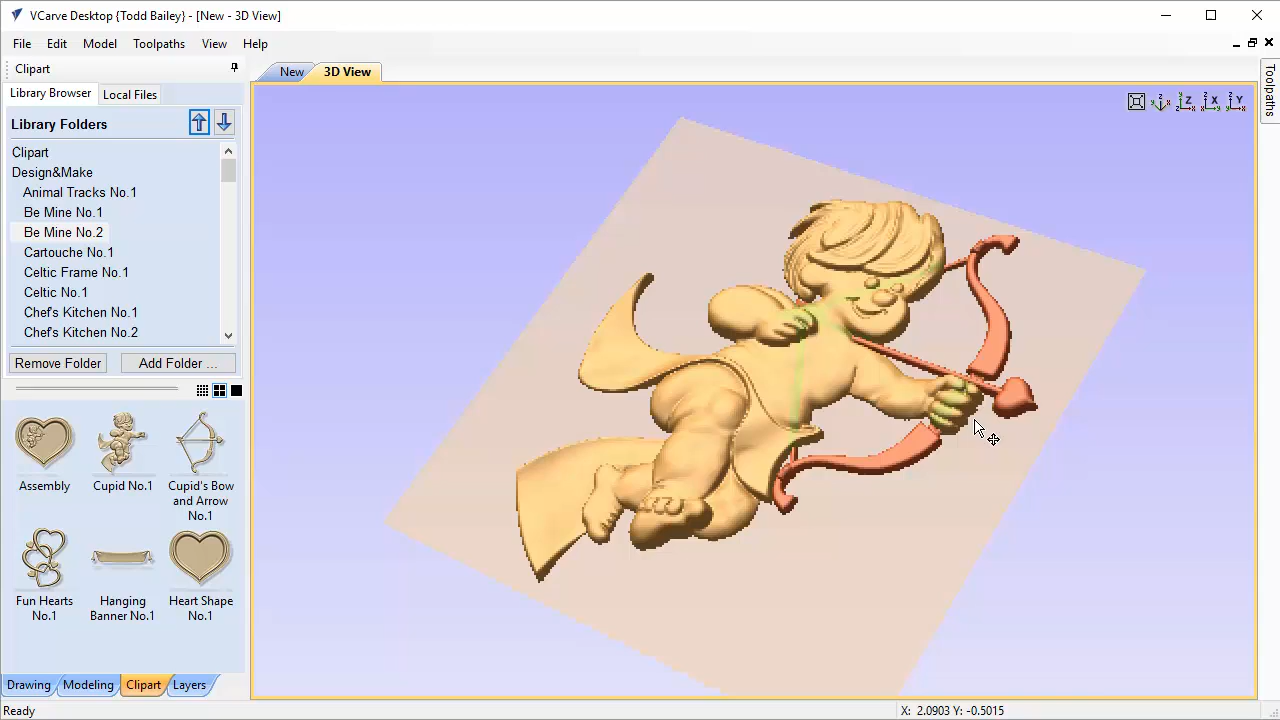 VCarve Desktop {Todd Bailey} - [New - 3D View]
File Edit Model Toolpaths View Help
Clipart
Library Browser Local Files
Library Folders
Clipart
Design&Make
Animal Tracks No.1
Be Mine No.1
Be Mine No.2
Cartouche No.1
Celtic Frame No.1
Celtic No.1
Chef's Kitchen No.1
Chef's Kitchen No.2
Remove Folder Add Folder ...
Assembly
Cupid No.1
Cupid's Bow
and Arrow
No.1
Fun Hearts
No.1
Hanging
Banner No.1
Heart Shape
No.1
Drawing Modeling Clipart Layers
New 3D View
Z X Y
Toolpaths
Ready
X: 2.0903 Y: -0.5015